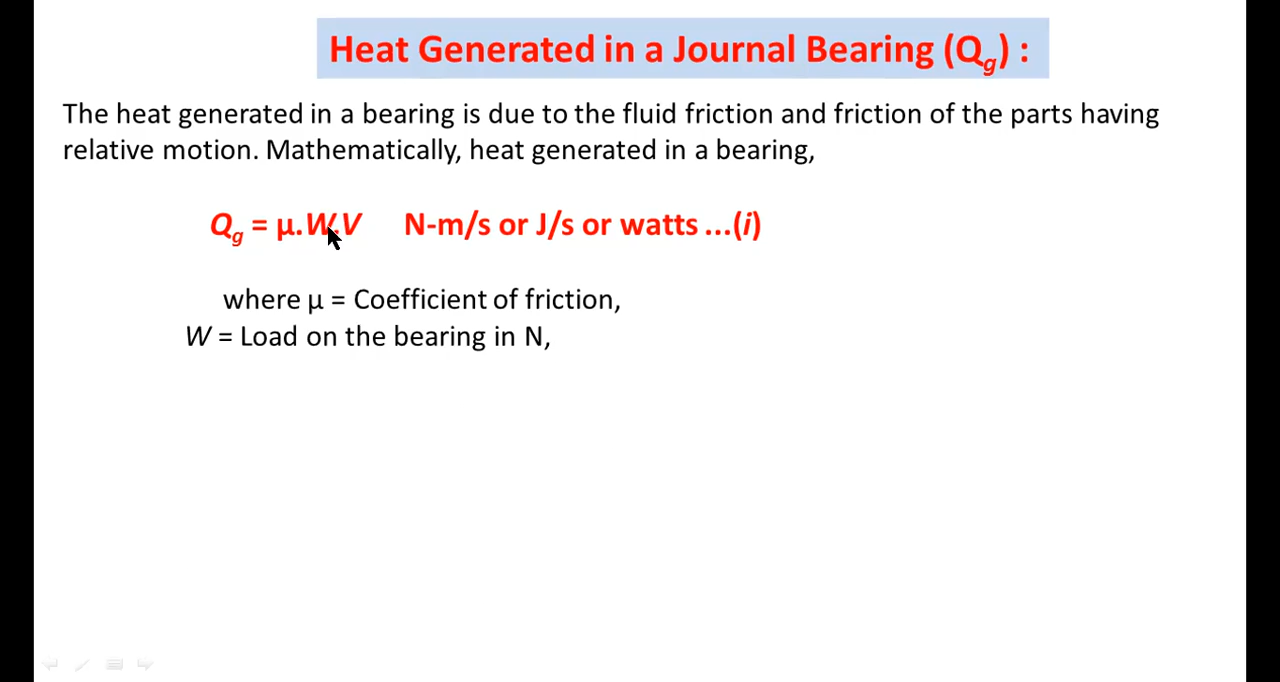 Heat Generated in a Journal Bearing (Qg) :
The heat generated in a bearing is due to the fluid friction and friction of the parts having
relative motion. Mathematically, heat generated in a bearing,
Qg = μ.W.V N-m/s or J/s or watts ...(i)
where μ = Coefficient of friction,
W = Load on the bearing in N,